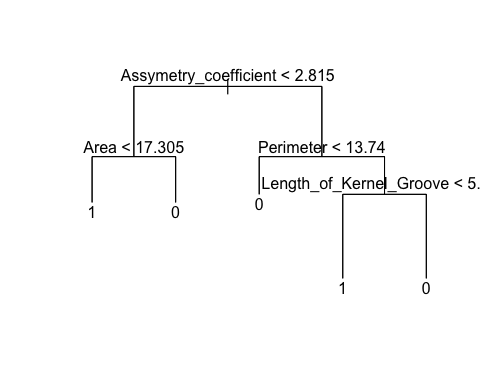 Assymetry_coefficient < 2.815
Area < 17.305
Perimeter < 13.74
Length_of_Kernel_Groove < 5.
0
1
0
1
0